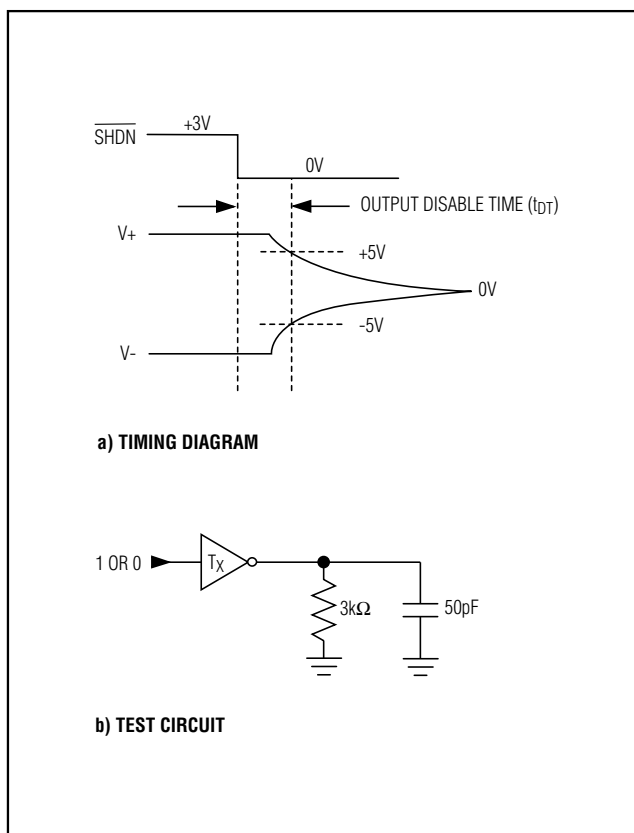 +3V
SHDN
0V
OUTPUT DISABLE TIME (tDT)
V+
+5V
0V
-5V
V-
a) TIMING DIAGRAM
1 OR 0
TX
3kΩ
50pF
b) TEST CIRCUIT